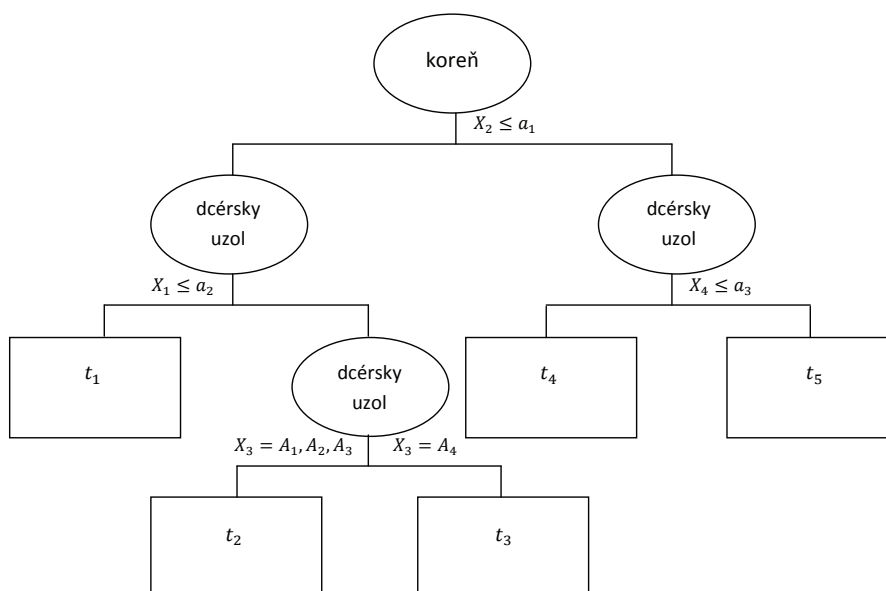 koreň
X₂ ≤ a₁
dcérsky
uzol
dcérsky
uzol
X₁ ≤ a₂
X₄ ≤ a₃
t₁
dcérsky
uzol
t₄
t₅
X₃ = A₁, A₂, A₃
X₃ = A₄
t₂
t₃